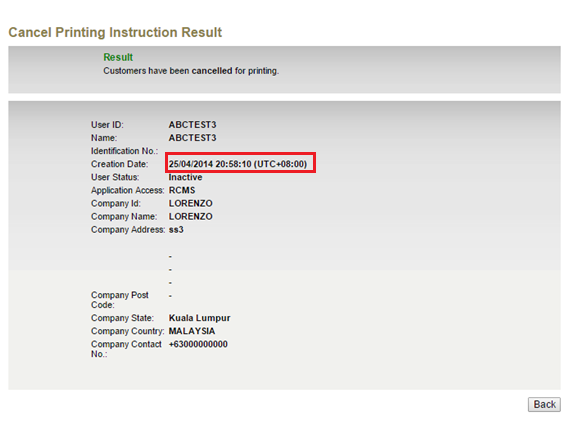 Cancel Printing Instruction Result
Result
Customers have been cancelled for printing.
User ID: ABCTEST3
Name: ABCTEST3
Identification No.:
Creation Date: 25/04/2014 20:58:10 (UTC+08:00)
User Status: Inactive
Application Access: RCMS
Company Id: LORENZO
Company Name: LORENZO
Company Address: ss3
-
-
-
Company Post -
Code:
Company State: Kuala Lumpur
Company Country: MALAYSIA
Company Contact +63000000000
No.:
Back